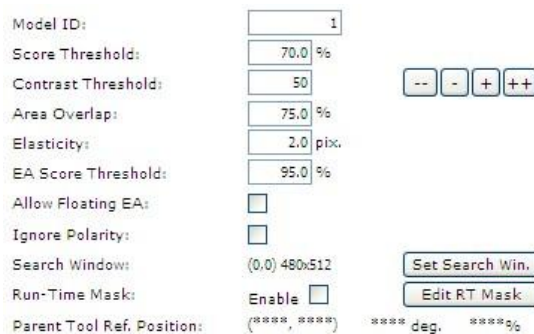 Model ID: 1
Score Threshold: 70.0 %
Contrast Threshold: 50 -- - + ++
Area Overlap: 75.0 %
Elasticity: 2.0 pix.
EA Score Threshold: 95.0 %
Allow Floating EA:
Ignore Polarity:
Search Window: (0,0) 480x512 Set Search Win.
Run-Time Mask: Enable Edit RT Mask
Parent Tool Ref. Position: (****, ****) **** deg. ****%